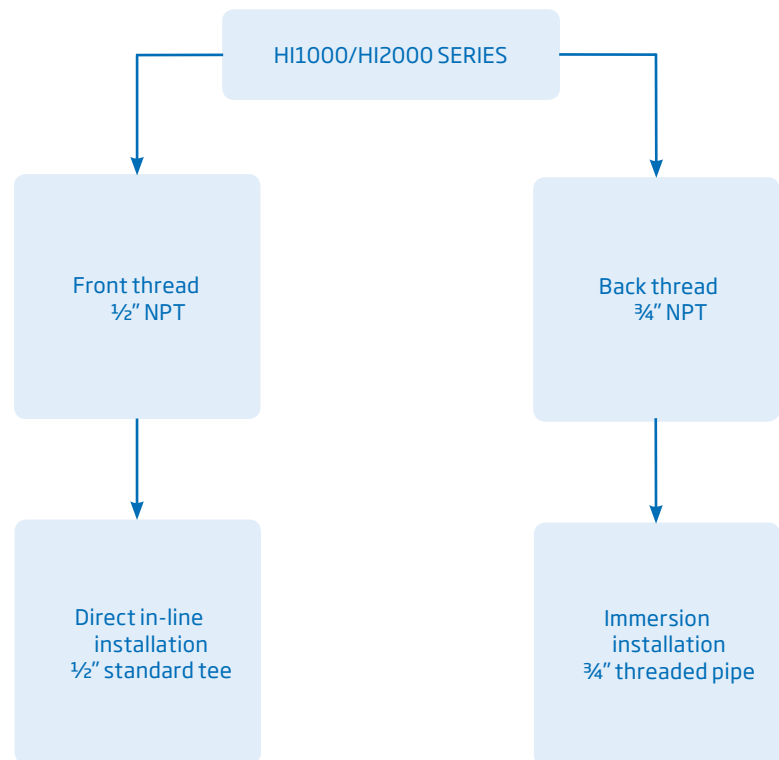 HI1000/HI2000 SERIES
Front thread
½” NPT
Back thread
¾” NPT
Direct in-line
installation
½” standard tee
Immersion
installation
¾” threaded pipe